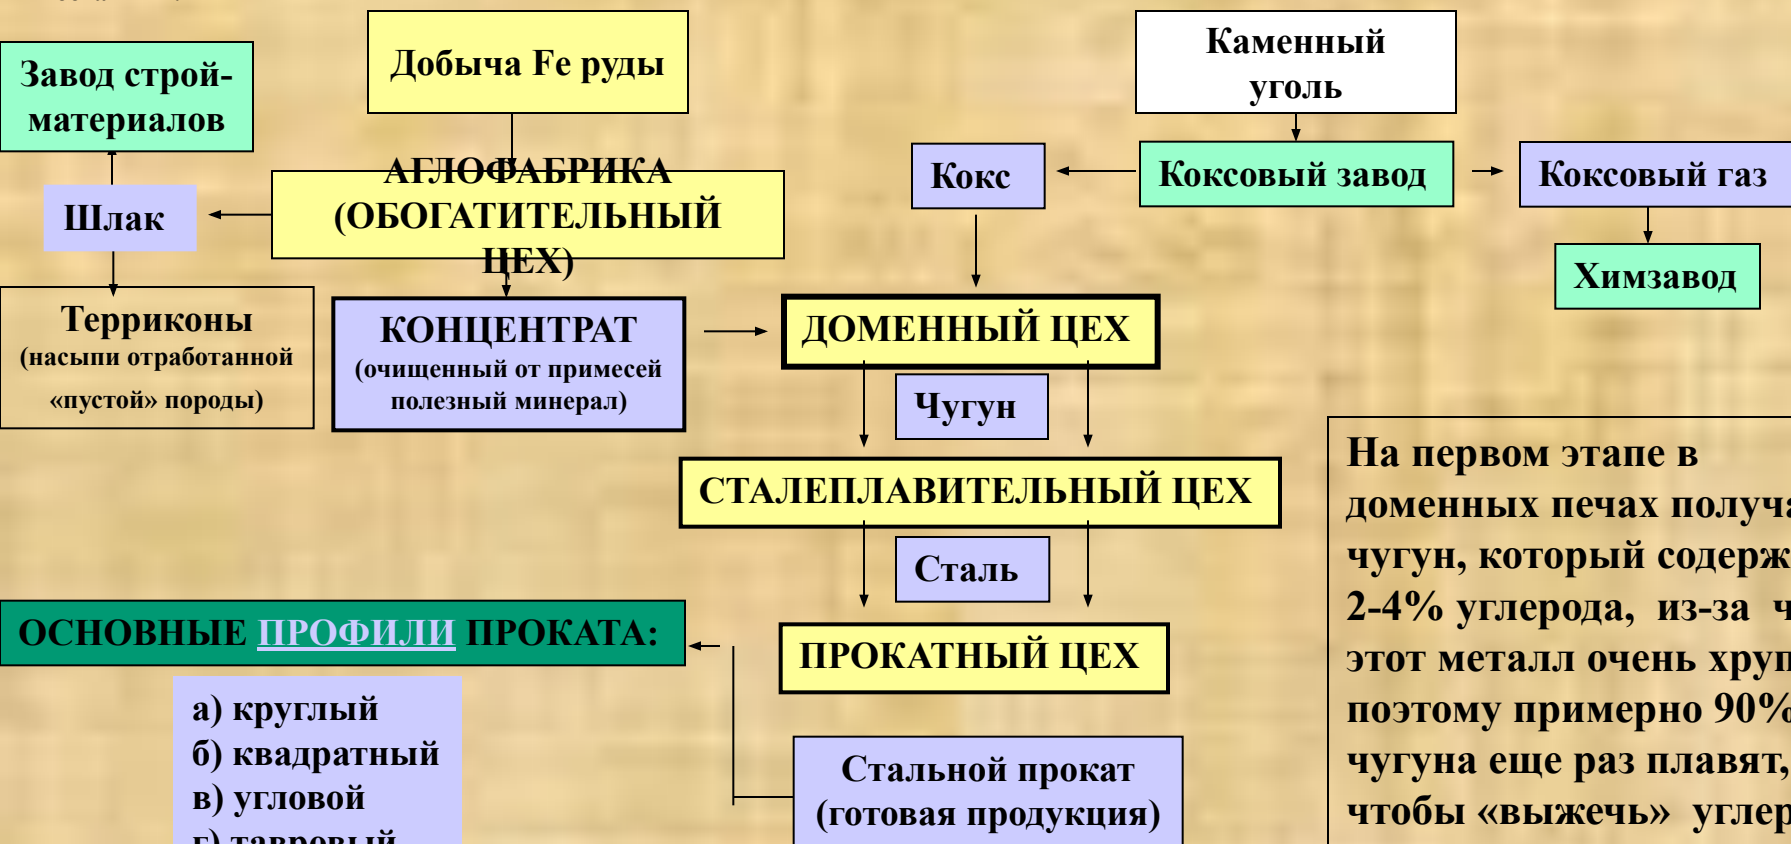 Завод строй-
материалов
Добыча Fe руды
Каменный
уголь
АГЛОФАБРИКА
(ОБОГАТИТЕЛЬНЫЙ
ЦЕХ)
Шлак
Кокс
Коксовый завод
Коксовый газ
Химзавод
Терриконы
(насыпи отработанной
«пустой» породы)
КОНЦЕНТРАТ
(очищенный от примесей
полезный минерал)
ДОМЕННЫЙ ЦЕХ
Чугун
СТАЛЕПЛАВИТЕЛЬНЫЙ ЦЕХ
Сталь
ПРОКАТНЫЙ ЦЕХ
Стальной прокат
(готовая продукция)
ОСНОВНЫЕ ПРОФИЛИ ПРОКАТА:
а) круглый
б) квадратный
в) угловой
г) тавровый
На первом этапе в
доменных печах получа
чугун, который содерж
2-4% углерода, из-за ч
этот металл очень хруп
поэтому примерно 90%
чугуна еще раз плавят,
чтобы «выжечь» углер